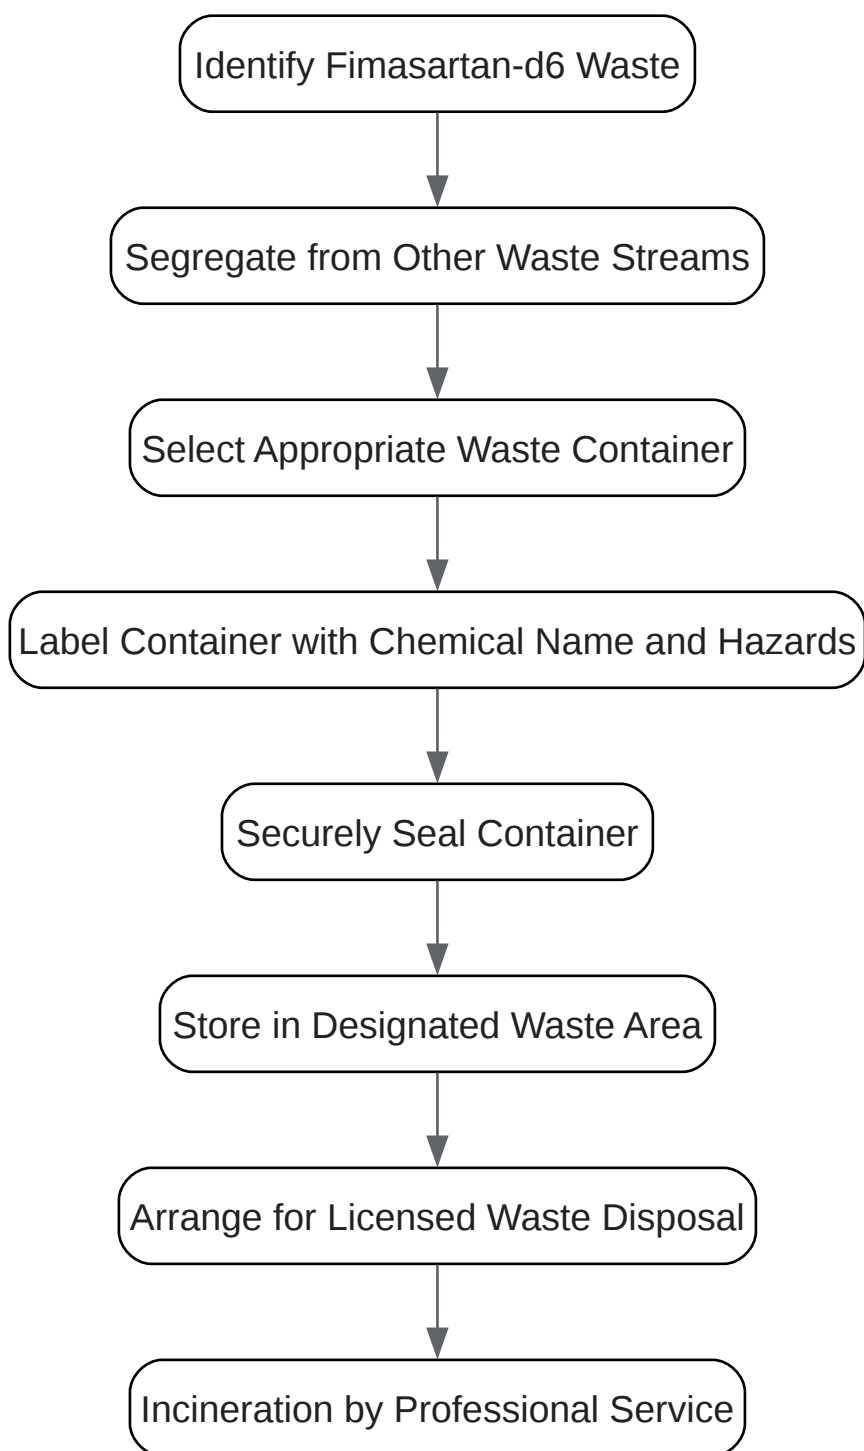 Identify Fimasartan-d6 Waste
Segregate from Other Waste Streams
Select Appropriate Waste Container
Label Container with Chemical Name and Hazards
Securely Seal Container
Store in Designated Waste Area
Arrange for Licensed Waste Disposal
Incineration by Professional Service